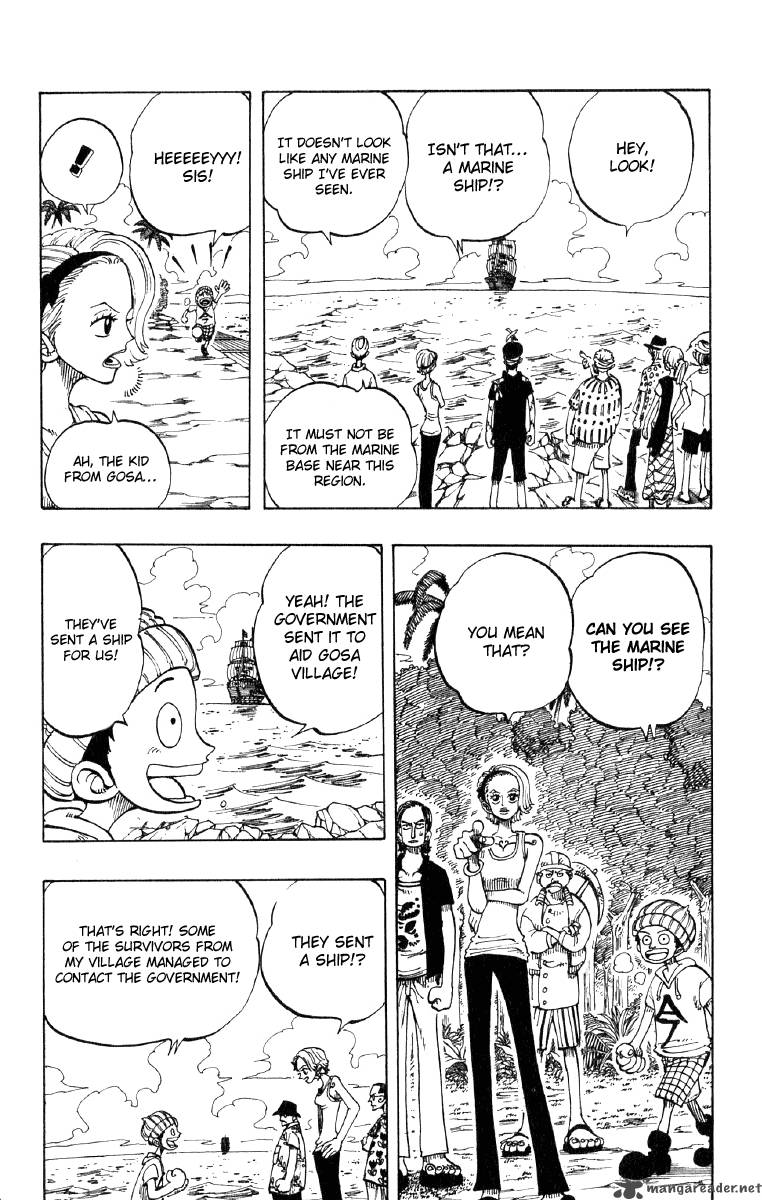 HEY,
LOOK!
ISN'T THAT...
A MARINE
SHIP!?
IT DOESN'T LOOK
LIKE ANY MARINE
SHIP I'VE EVER
SEEN.
IT MUST NOT BE
FROM THE MARINE
BASE NEAR THIS
REGION.
HEEEEEYYY!
SIS!
!
AH, THE KID
FROM GOSA...
CAN YOU SEE
THE MARINE
SHIP!?
YOU MEAN
THAT?
A
YEAH! THE
GOVERNMENT
SENT IT TO
AID GOSA
VILLAGE!
THEY'VE
SENT A SHIP
FOR US!
THEY SENT
A SHIP!?
THAT'S RIGHT! SOME
OF THE SURVIVORS FROM
MY VILLAGE MANAGED TO
CONTACT THE GOVERNMENT!
mangareader.net